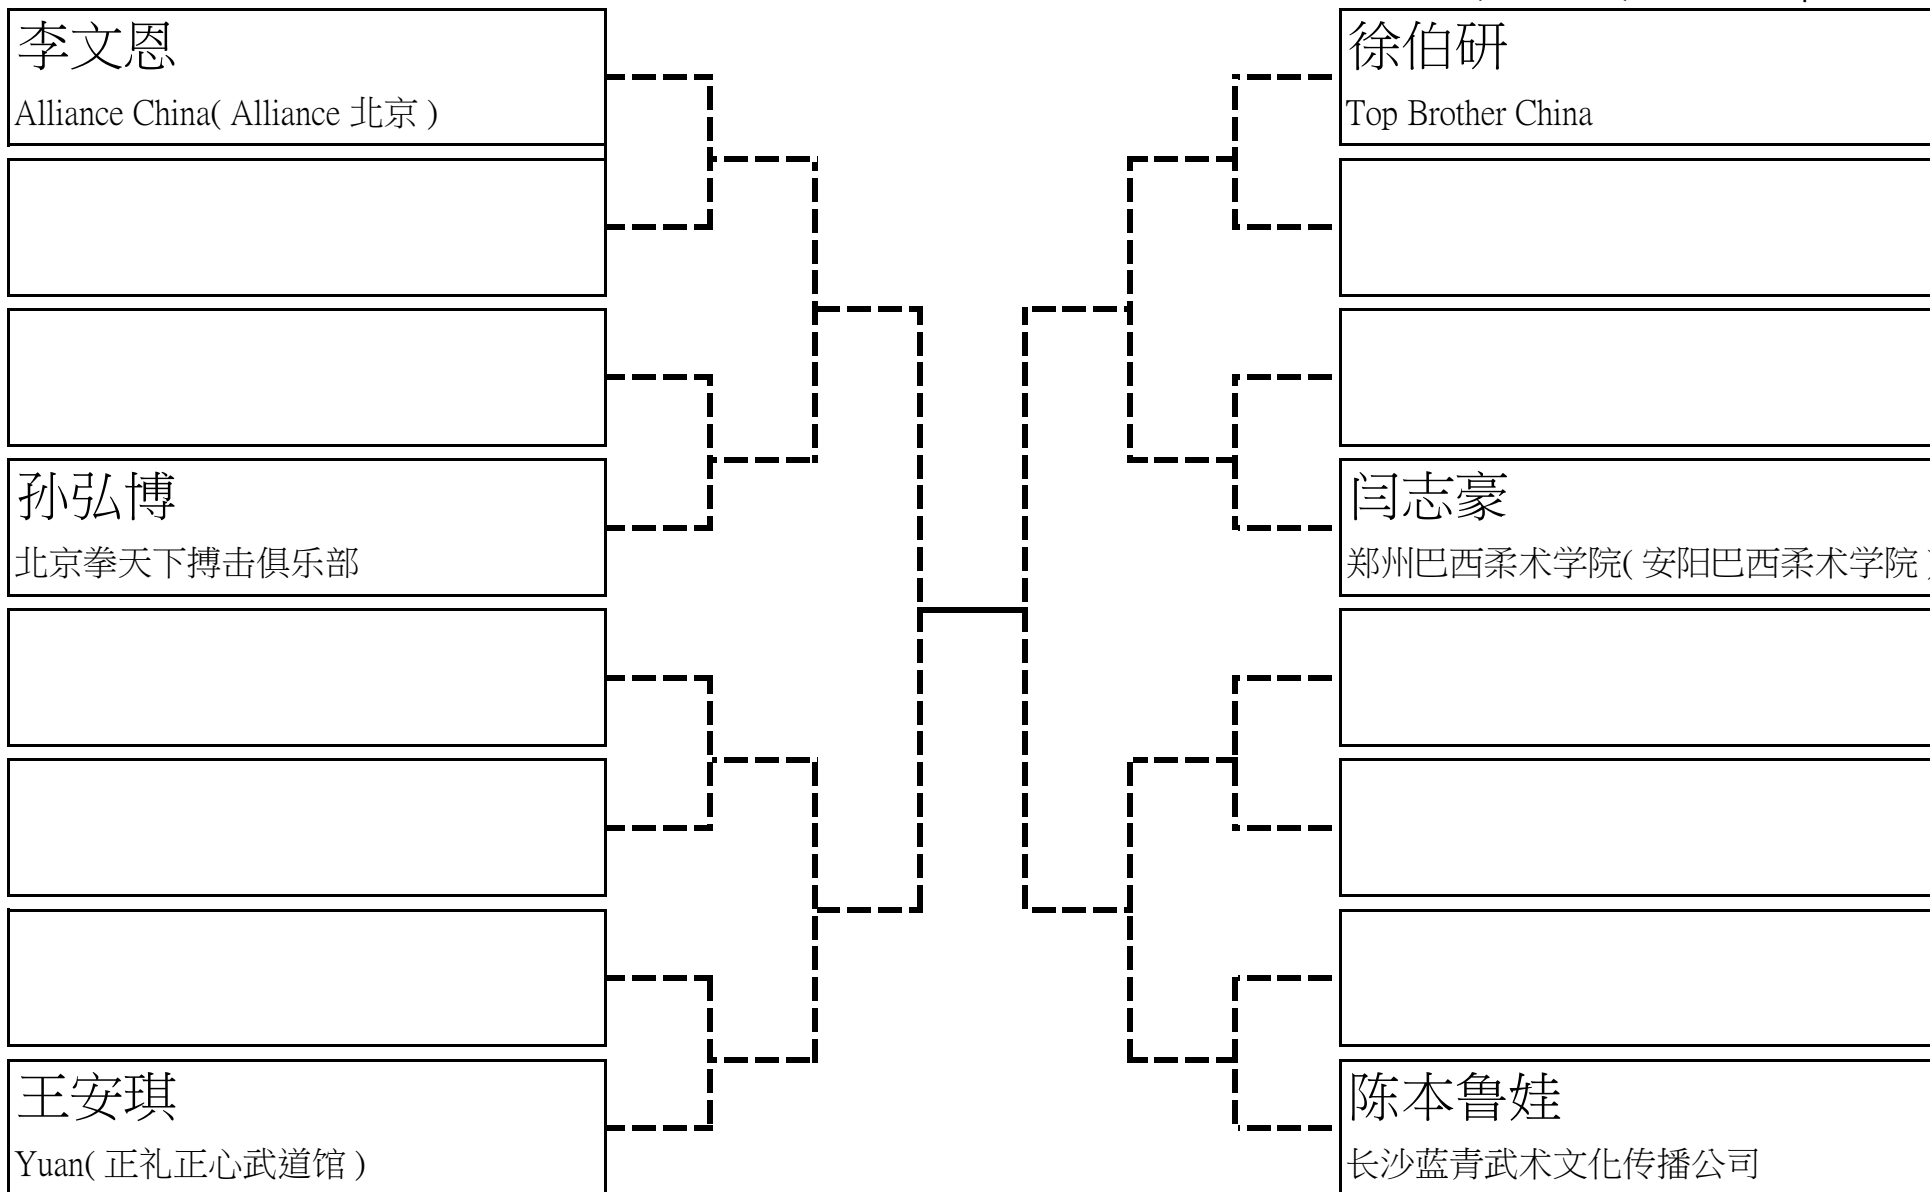 李文恩
Alliance China( Alliance 北京 )
孙弘博
北京拳天下搏击俱乐部
王安琪
Yuan( 正礼正心武道馆 )
徐伯研
Top Brother China
闫志豪
郑州巴西柔术学院( 安阳巴西柔术学院 )
陈本鲁娃
长沙蓝青武术文化传播公司